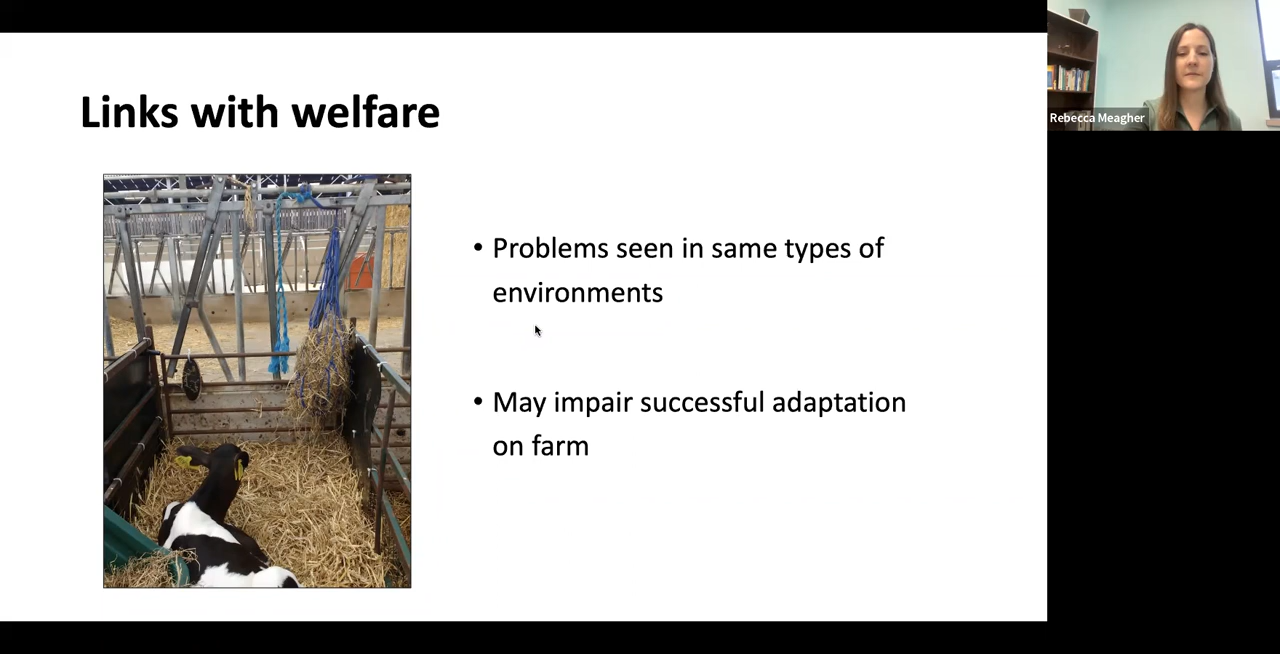 Links with welfare
• Problems seen in same types of
environments
• May impair successful adaptation
on farm
Rebecca Meagher